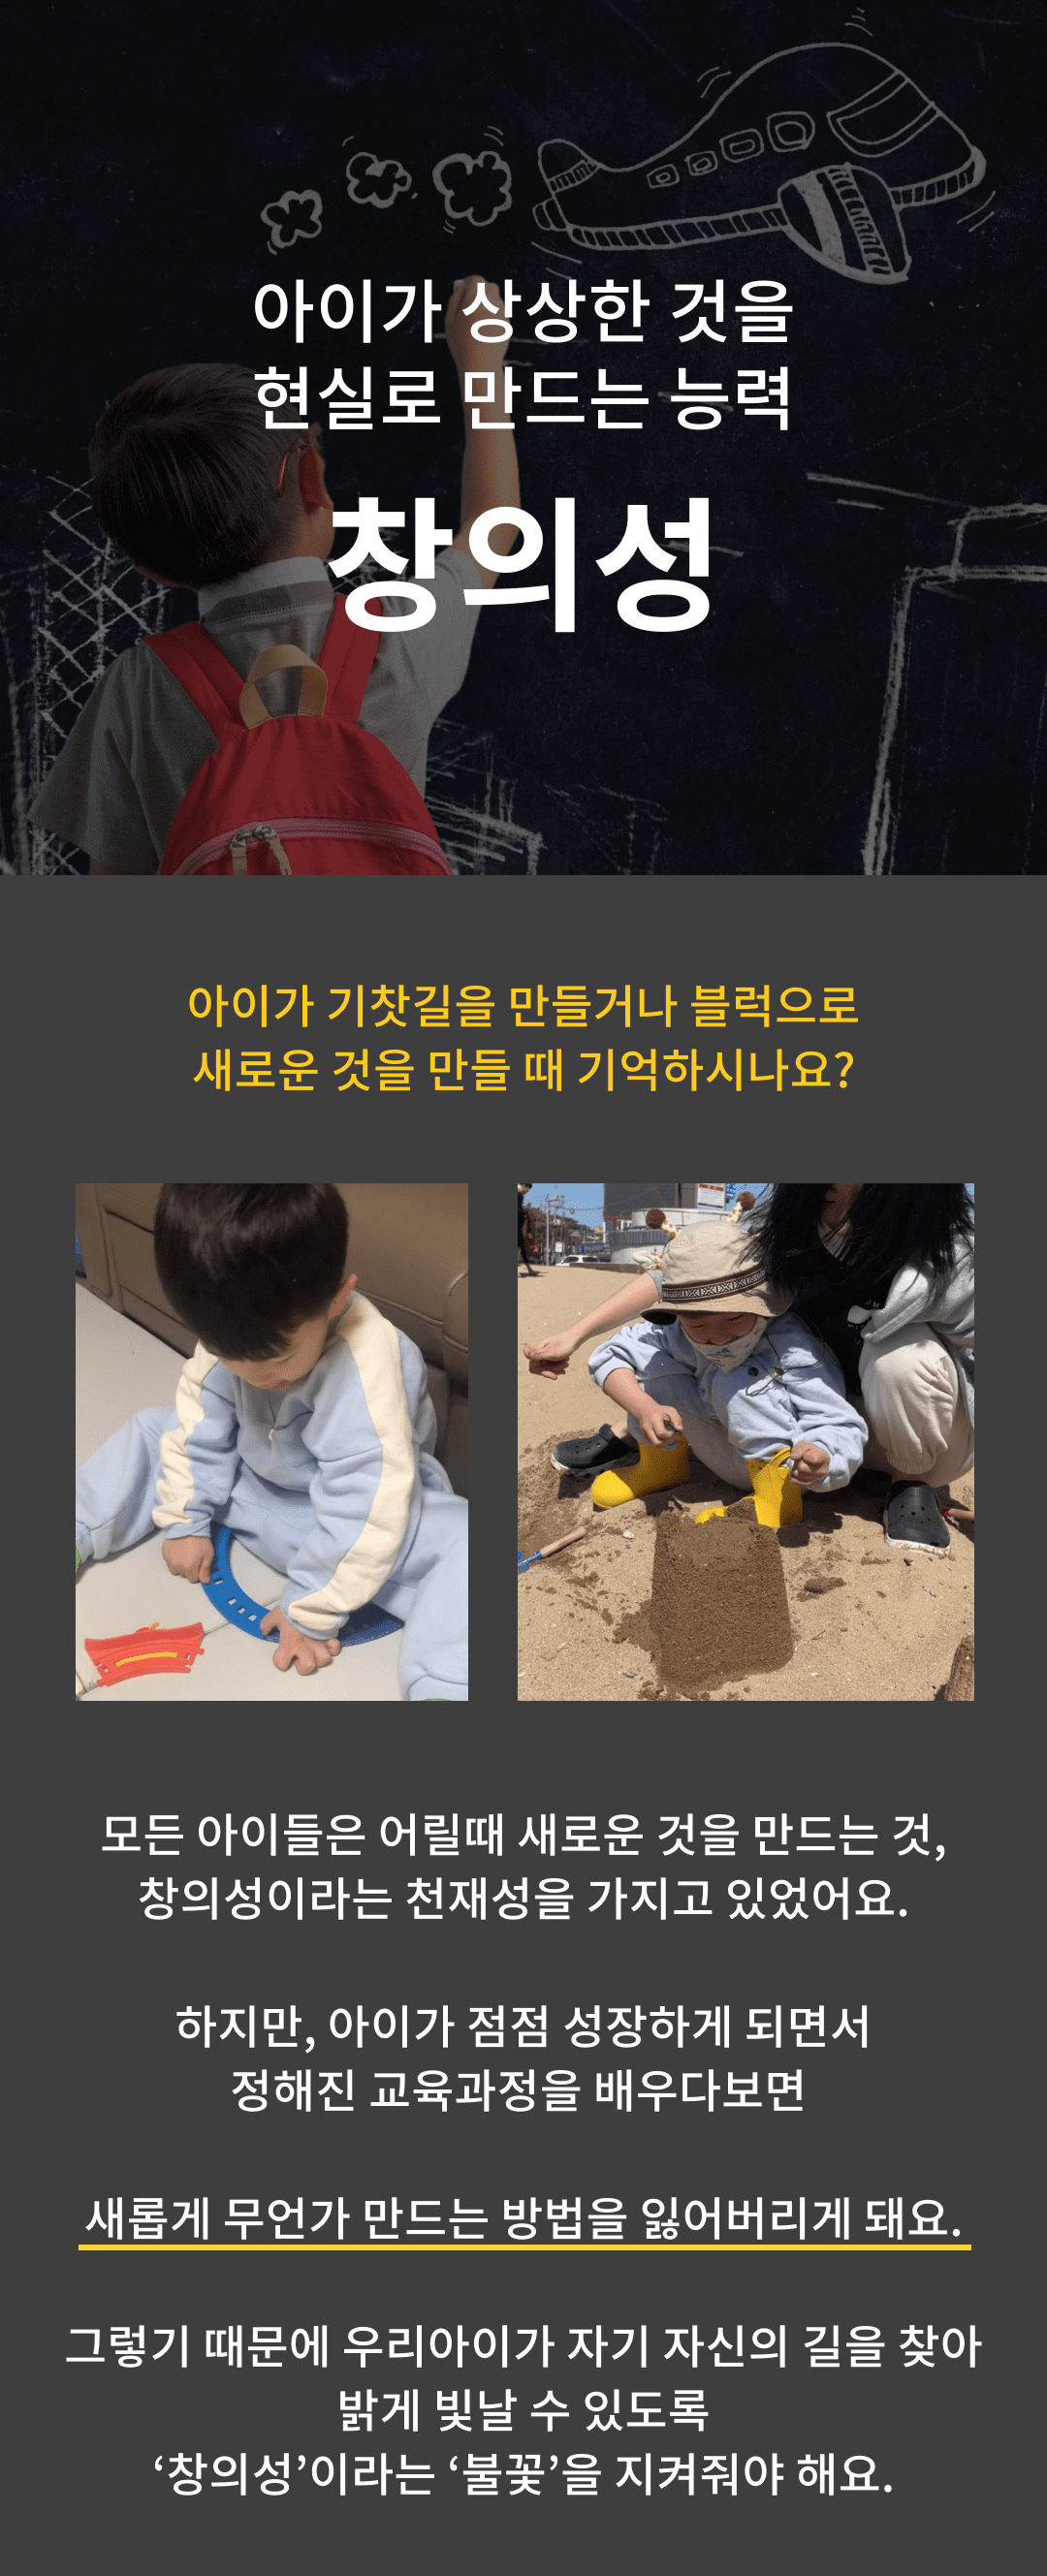 아이가 상상한 것을
현실로 만드는 능력
창의성
아이가 기찻길을 만들거나 블럭으로
새로운 것을 만들 때 기억하시나요?
모든 아이들은 어릴때 새로운 것을 만드는 것,
창의성이라는 천재성을 가지고 있었어요.
하지만, 아이가 점점 성장하게 되면서
정해진 교육과정을 배우다보면
새롭게 무언가 만드는 방법을 잃어버리게 돼요.
그렇기 때문에 우리아이가 자기 자신의 길을 찾아
밝게 빛날 수 있도록
‘창의성’이라는 ‘불꽃’을 지켜줘야 해요.